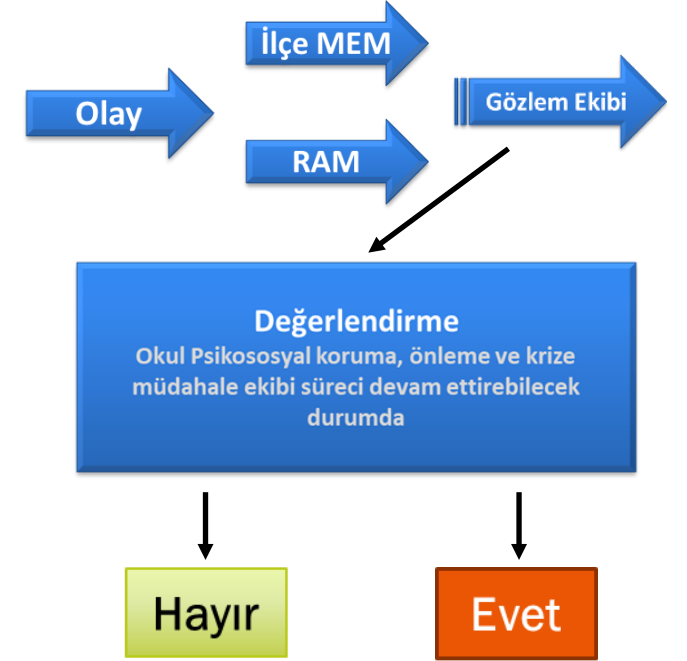 Olay
İlçe MEM
RAM
Gözlem Ekibi
Değerlendirme
Okul Psikososyal koruma, önleme ve krize
müdahale ekibi süreci devam ettirebilecek
durumda
Hayır
Evet